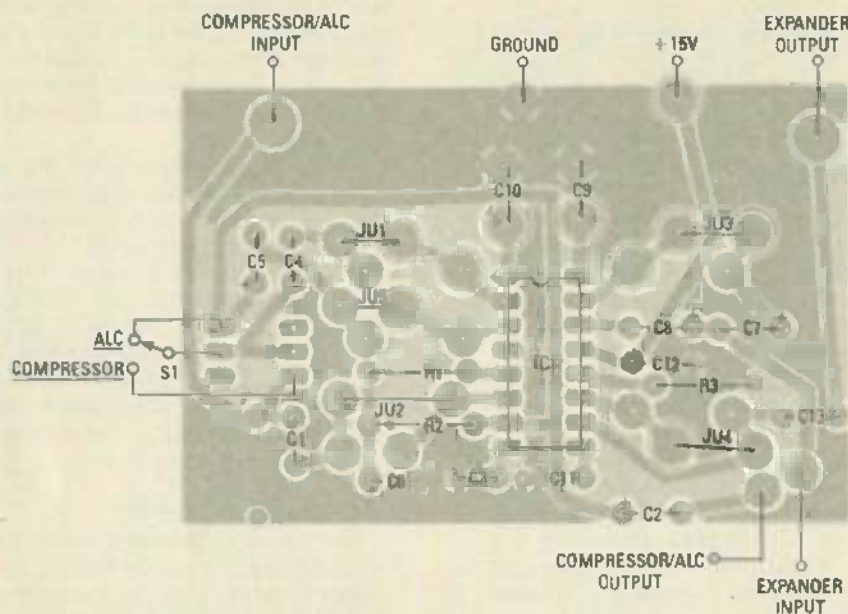 COMPRESSOR/ALC
INPUT
GROUND
+15V
EXPANDER
OUTPUT
C10
C9
JU1
JU3
C5
C4
C8
C7
ALC
S1
COMPRESSOR
C12
R3
JU2
R2
C1
JU4
C13
C2
COMPRESSOR/ALC
OUTPUT
EXPANDER
INPUT